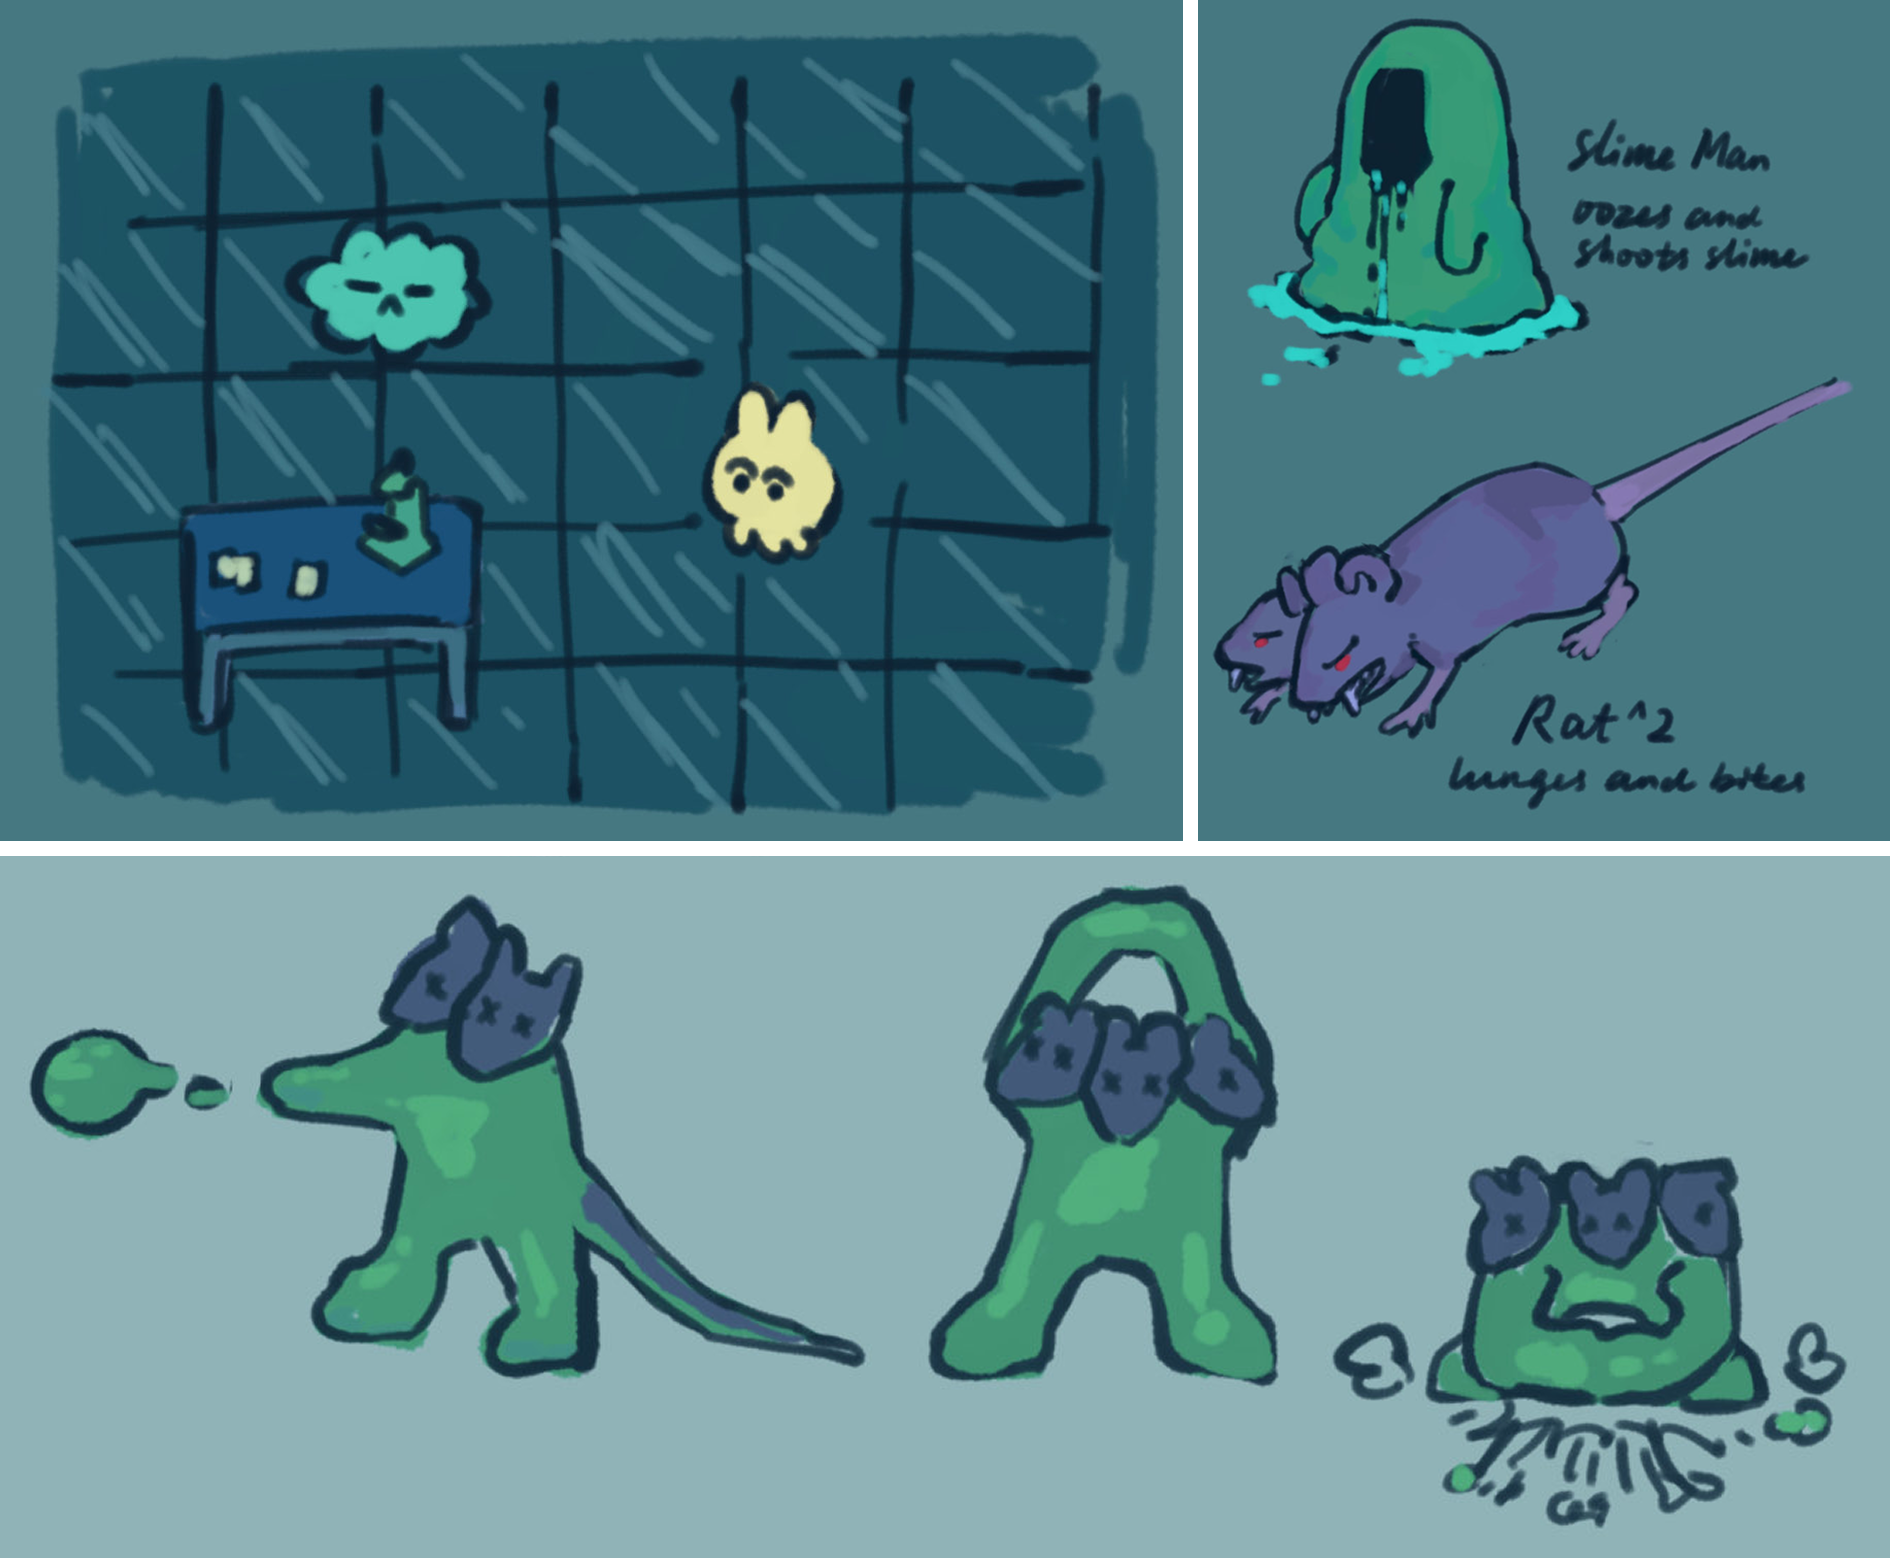 Slime Man
oozes and
shoots slime
Rat^2
lunges and bites